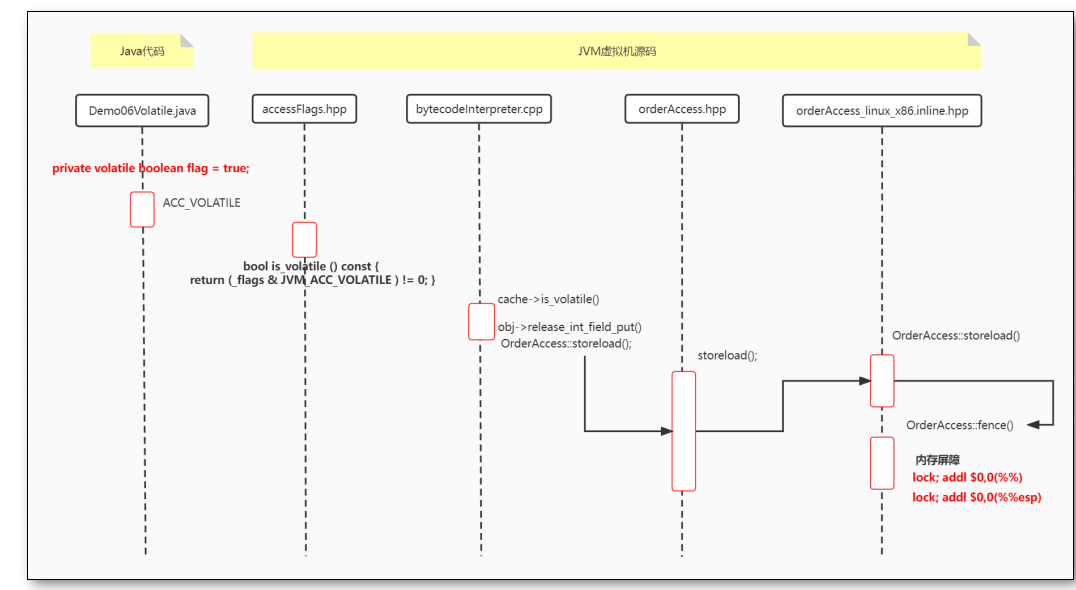 Java代码
JVM虚拟机源码
Demo06Volatile.java
accessFlags.hpp
bytecodeInterpreter.cpp
orderAccess.hpp
orderAccess_linux_x86.inline.hpp
private volatile boolean flag = true;
ACC_VOLATILE
bool is_volatile () const {
return (_flags & JVM_ACC_VOLATILE ) != 0; }
cache->is_volatile()
obj->release_int_field_put()
OrderAccess::storeload();
storeload();
OrderAccess::storeload()
OrderAccess::fence()
内存屏障
lock; addl $0,0(%%)
lock; addl $0,0(%%esp)